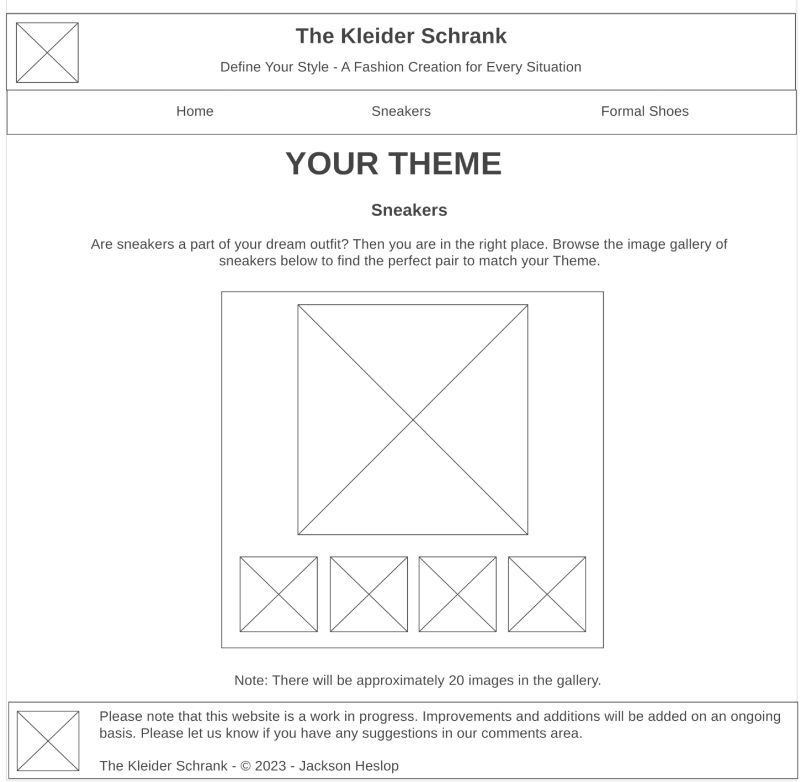 The Kleider Schrank
Define Your Style - A Fashion Creation for Every Situation
Home Sneakers Formal Shoes
YOUR THEME
Sneakers
Are sneakers a part of your dream outfit? Then you are in the right place. Browse the image gallery of
sneakers below to find the perfect pair to match your Theme.
Note: There will be approximately 20 images in the gallery.
Please note that this website is a work in progress. Improvements and additions will be added on an ongoing
basis. Please let us know if you have any suggestions in our comments area.
The Kleider Schrank - © 2023 - Jackson Heslop